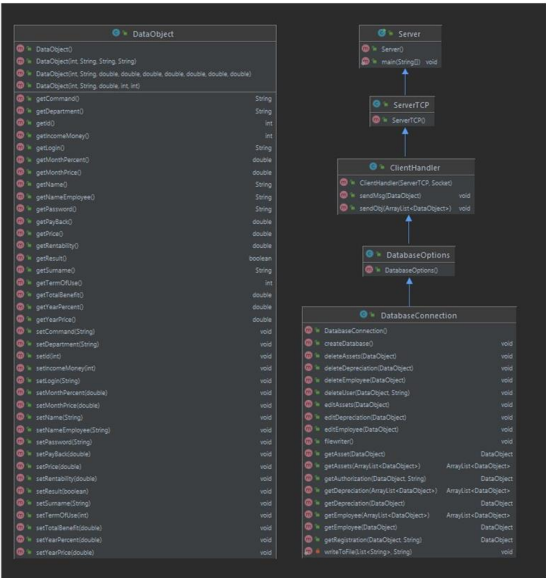 DataObject
DataObject()
DataObject(int, String, String, String)
DataObject(int, String, double, double, double, double, double, double, double)
DataObject(int, String, double, int, int)
getCommand() String
getDepartment() String
getId() int
getIncomeMoney() int
getLogin() String
getMonthPercent() double
getMonthPrice() double
getName() String
getNameEmployee() String
getPassword() String
getPayBack() double
getPrice() double
getRentability() double
getResult() boolean
getSurname() String
getTermOfUse() int
getTotalBenefit() double
getYearPercent() double
getYearPrice() double
setCommand(String) void
setDepartment(String) void
setId(int) void
setIncomeMoney(int) void
setLogin(String) void
setMonthPercent(double) void
setMonthPrice(double) void
setName(String) void
setNameEmployee(String) void
setPassword(String) void
setPayBack(double) void
setPrice(double) void
setRentability(double) void
setResult(boolean) void
setSurname(String) void
setTermOfUse(int) void
setTotalBenefit(double) void
setYearPercent(double) void
setYearPrice(double) void
Server
Server()
main(String[]) void
ServerTCP
ServerTCP()
ClientHandler
ClientHandler(ServerTCP, Socket)
sendMsg(DataObject) void
sendObj(ArrayList<DataObject>) void
DatabaseOptions
DatabaseOptions()
DatabaseConnection
DatabaseConnection()
createDatabase() void
deleteAssets(DataObject) void
deleteDepreciation(DataObject) void
deleteEmployee(DataObject) void
deleteUser(DataObject, String) void
editAssets(DataObject) void
editDepreciation(DataObject) void
editEmployee(DataObject) void
filewriter() void
getAsset(DataObject) DataObject
getAssets(ArrayList<DataObject>) ArrayList<DataObject>
getAuthorization(DataObject, String) DataObject
getDepreciation(ArrayList<DataObject>) ArrayList<DataObject>
getDepreciation(DataObject) DataObject
getEmployee(ArrayList<DataObject>) ArrayList<DataObject>
getEmployee(DataObject) DataObject
getRegistration(DataObject, String) DataObject
writeToFile(List<String>, String) void